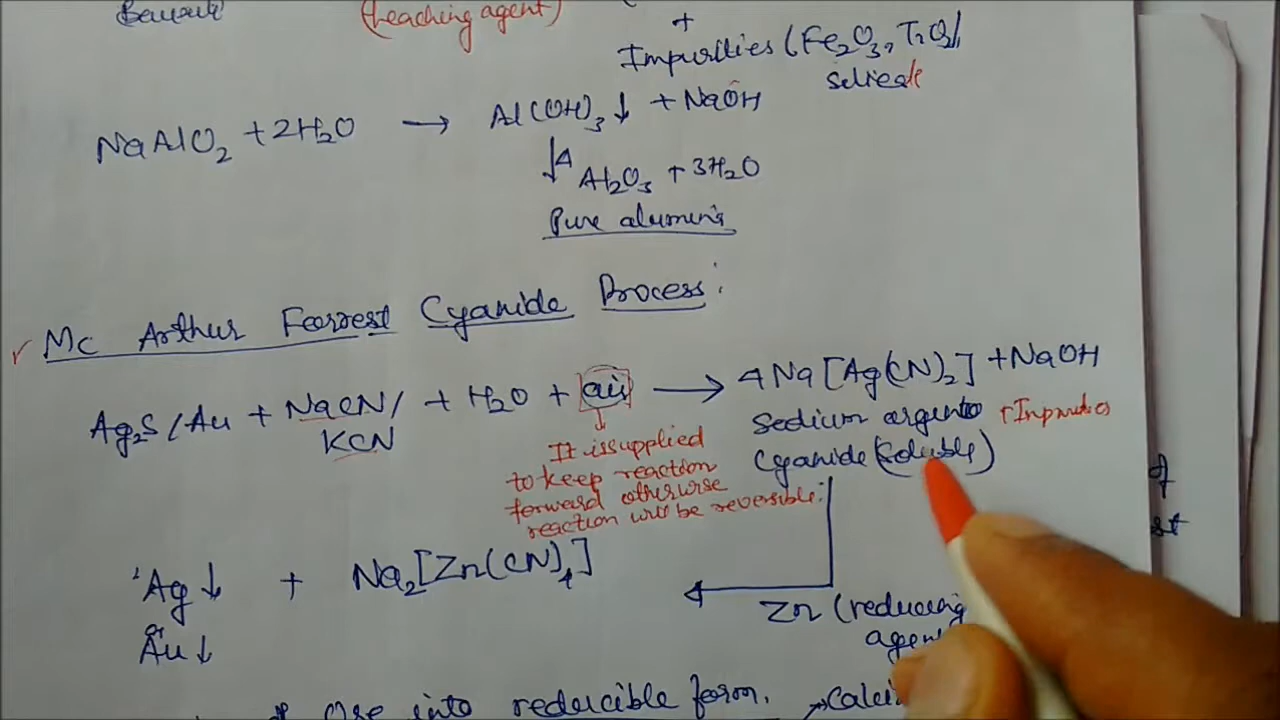 (leaching agent)
+
Impurities (Fe2O3, TiO2/
silicate
NaAlO2 + 2H2O → Al(OH)3 ↓ + NaOH
↓Δ Al2O3 + 3H2O
Pure alumina
Mc Arthur Forrest Cyanide Process:
Ag2S/Au + NaCN/ + H2O + air → 4Na[Ag(CN)2] + NaOH
KCN
It is supplied
to keep reaction
forward otherwise
reaction will be reversible.
Sodium argento + Impurities
Cyanide (Soluble)
Ag ↓ + Na2[Zn(CN)4]
or
Au ↓
Zn (reducing
agent
of Ore into reducible form. → Calci